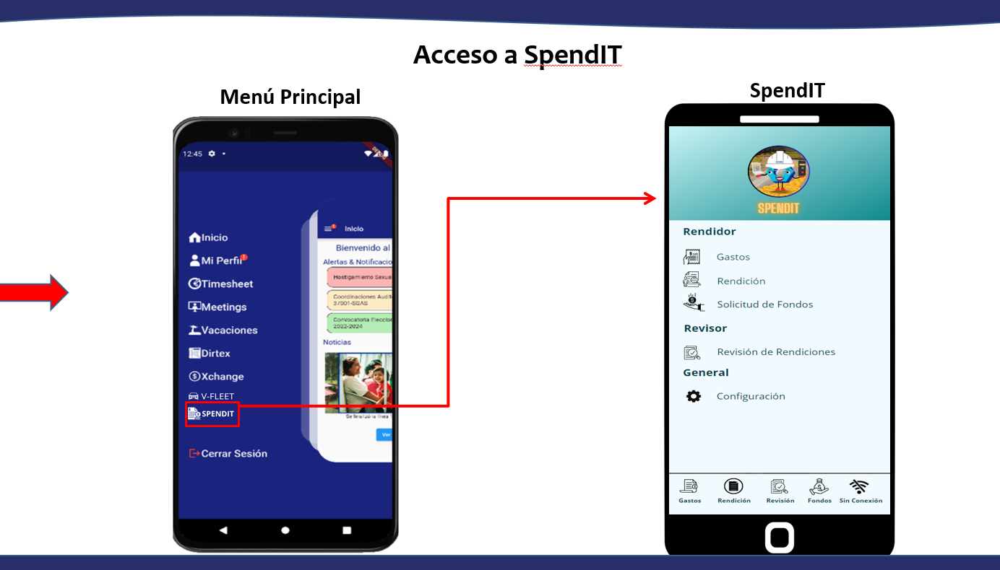 Acceso a SpendIT
Menú Principal
12:45
Inicio
Mi Perfil
Timesheet
Meetings
Vacaciones
Dirtex
Xchange
V-FLEET
SPENDIT
Cerrar Sesión
Inicio
Bienvenido al
Alertas & Notificacio
Hostigamiento Sexua
Coordinaciones Audit
37001-SGAS
Convocatoria Eleccion
2022-2024
Noticias
Se finalizó la línea 1
Ver
SpendIT
SPENDIT
Rendidor
Gastos
Rendición
Solicitud de Fondos
Revisor
Revisión de Rendiciones
General
Configuración
Gastos
Rendición
Revisión
Fondos
Sin Conexión